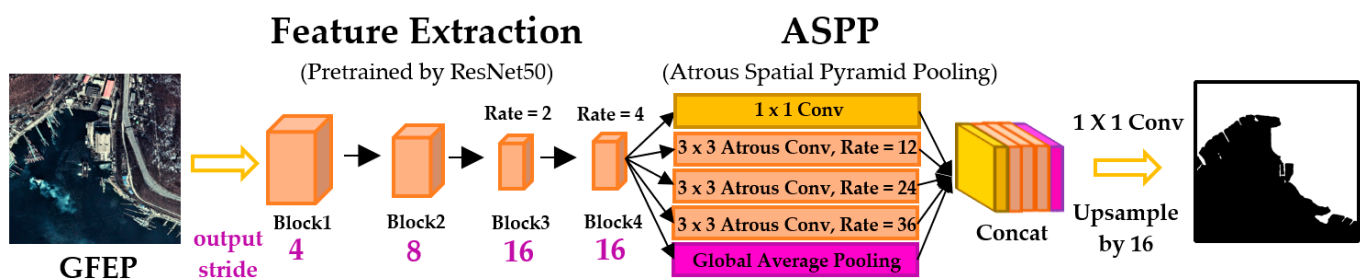 Feature Extraction
(Pretrained by ResNet50)
ASPP
(Atrous Spatial Pyramid Pooling)
Rate = 2
Rate = 4
1 x 1 Conv
3 x 3 Atrous Conv, Rate = 12
3 x 3 Atrous Conv, Rate = 24
3 x 3 Atrous Conv, Rate = 36
Global Average Pooling
1 X 1 Conv
Upsample
by 16
Concat
Block1
Block2
Block3
Block4
output
stride
4
8
16
16
GFEP